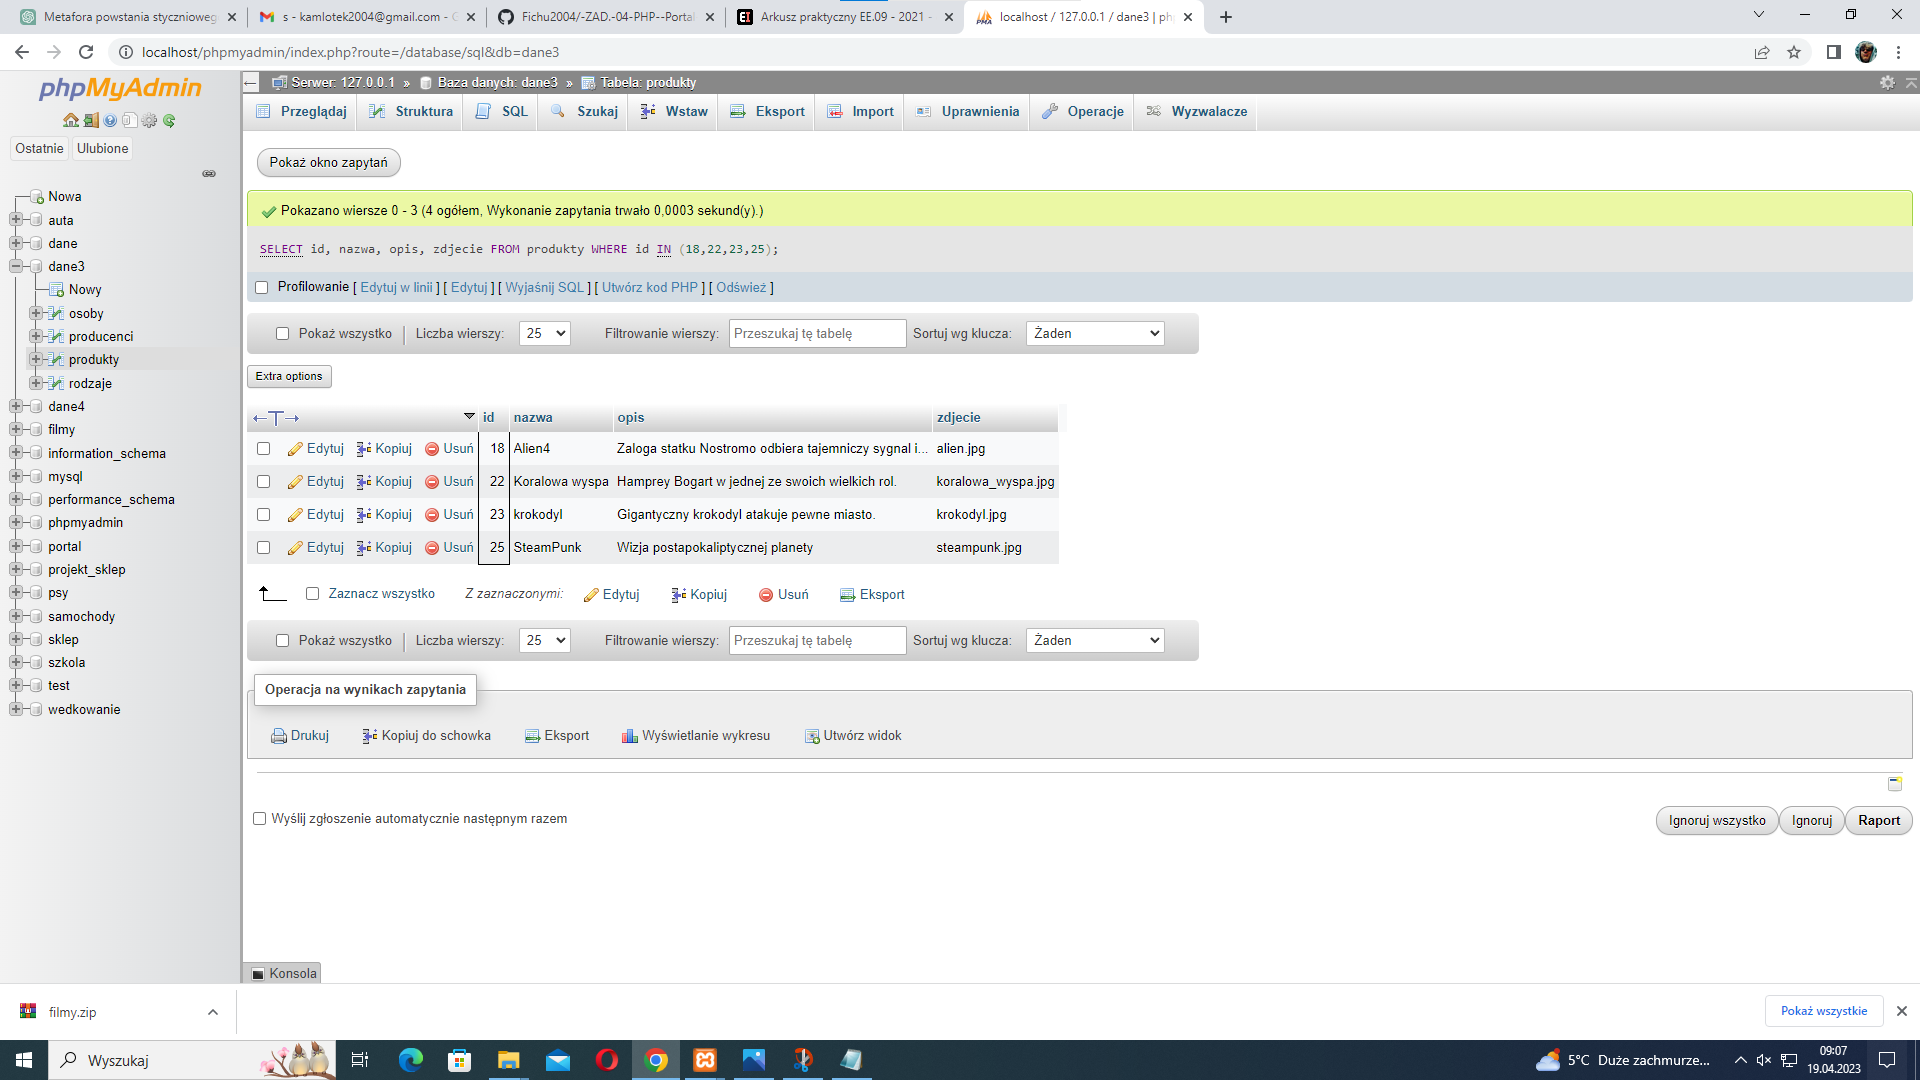 Metafora powstania styczniowego
s - kamlotek2004@gmail.com - G
Fichu2004/-ZAD.-04-PHP--Portal
Arkusz praktyczny EE.09 - 2021 -
localhost / 127.0.0.1 / dane3 | ph
localhost/phpmyadmin/index.php?route=/database/sql&db=dane3
phpMyAdmin
Ostatnie
Ulubione
Nowa
auta
dane
dane3
Nowy
osoby
producenci
produkty
rodzaje
dane4
filmy
information_schema
mysql
performance_schema
phpmyadmin
portal
projekt_sklep
psy
samochody
sklep
szkola
test
wedkowanie
Serwer: 127.0.0.1 » Baza danych: dane3 » Tabela: produkty
Przeglądaj Struktura SQL Szukaj Wstaw Eksport Import Uprawnienia Operacje Wyzwalacze
Pokaż okno zapytań
Pokazano wiersze 0 - 3 (4 ogółem, Wykonanie zapytania trwało 0,0003 sekund(y).)
SELECT id, nazwa, opis, zdjecie FROM produkty WHERE id IN (18,22,23,25);
Profilowanie [ Edytuj w linii ] [ Edytuj ] [ Wyjaśnij SQL ] [ Utwórz kod PHP ] [ Odśwież ]
Pokaż wszystko | Liczba wierszy: 25 Filtrowanie wierszy: Przeszukaj tę tabelę Sortuj wg klucza: Żaden
Extra options
←T→ id nazwa opis zdjecie
Edytuj Kopiuj Usuń 18 Alien4 Zaloga statku Nostromo odbiera tajemniczy sygnal i... alien.jpg
Edytuj Kopiuj Usuń 22 Koralowa wyspa Hamprey Bogart w jednej ze swoich wielkich rol. koralowa_wyspa.jpg
Edytuj Kopiuj Usuń 23 krokodyl Gigantyczny krokodyl atakuje pewne miasto. krokodyl.jpg
Edytuj Kopiuj Usuń 25 SteamPunk Wizja postapokaliptycznej planety steampunk.jpg
Zaznacz wszystko Z zaznaczonymi: Edytuj Kopiuj Usuń Eksport
Pokaż wszystko | Liczba wierszy: 25 Filtrowanie wierszy: Przeszukaj tę tabelę Sortuj wg klucza: Żaden
Operacja na wynikach zapytania
Drukuj Kopiuj do schowka Eksport Wyświetlanie wykresu Utwórz widok
Wyślij zgłoszenie automatycznie następnym razem
Ignoruj wszystko Ignoruj Raport
Konsola
filmy.zip
Pokaż wszystkie
Wyszukaj
5°C Duże zachmurze...
09:07
19.04.2023